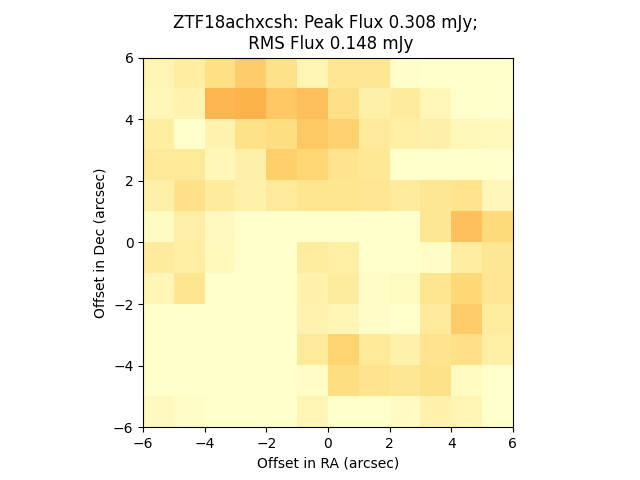 ZTF18achxcsh: Peak Flux 0.308 mJy;
RMS Flux 0.148 mJy
6
4
2
0
−2
−4
−6
Offset in Dec (arcsec)
−6 −4 −2 0 2 4 6
Offset in RA (arcsec)